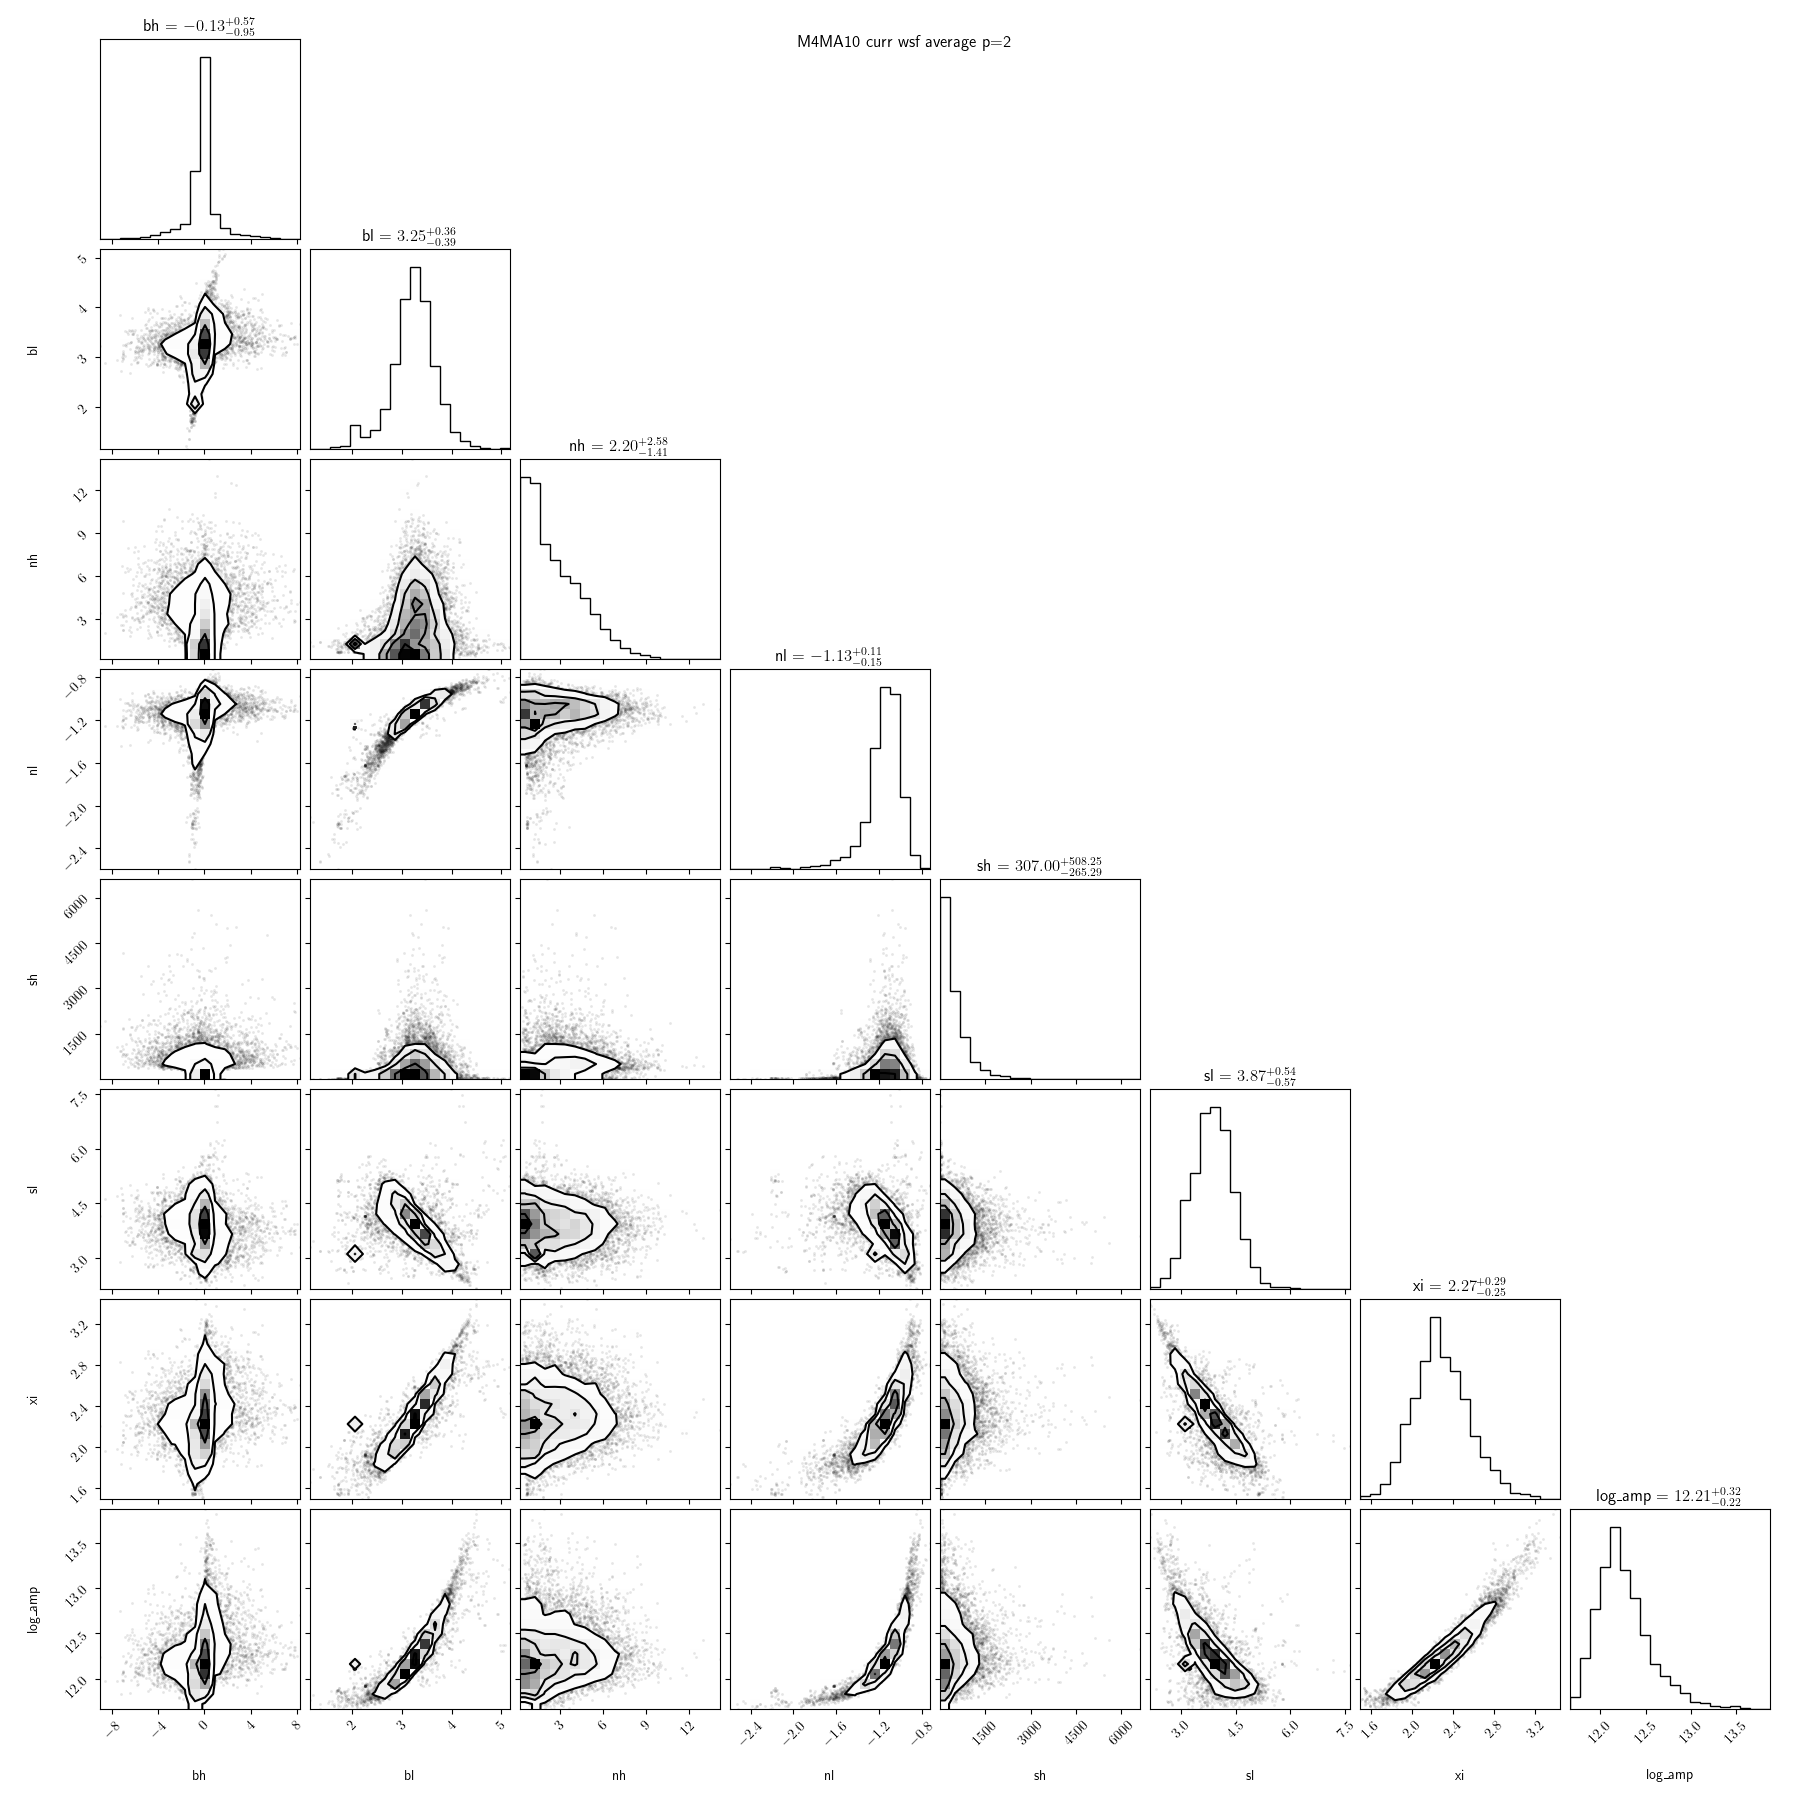 M4MA10 curr wsf average p=2
bh = −0.13 +0.57 −0.95
bl = 3.25 +0.36 −0.39
5
4
3
2
bl
nh = 2.20 +2.58 −1.41
12
9
6
3
nh
nl = −1.13 +0.11 −0.15
−0.8
−1.2
−1.6
−2.0
−2.4
nl
sh = 307.00 +508.25 −265.29
6000
4500
3000
1500
sh
sl = 3.87 +0.54 −0.57
7.5
6.0
4.5
3.0
sl
xi = 2.27 +0.29 −0.25
3.2
2.8
2.4
2.0
1.6
xi
log_amp = 12.21 +0.32 −0.22
13.5
13.0
12.5
12.0
log_amp
−8 −4 0 4 8
2 3 4 5
3 6 9 12
−2.4 −2.0 −1.6 −1.2 −0.8
1500 3000 4500 6000
3.0 4.5 6.0 7.5
1.6 2.0 2.4 2.8 3.2
12.0 12.5 13.0 13.5
bh bl nh nl sh sl xi log_amp